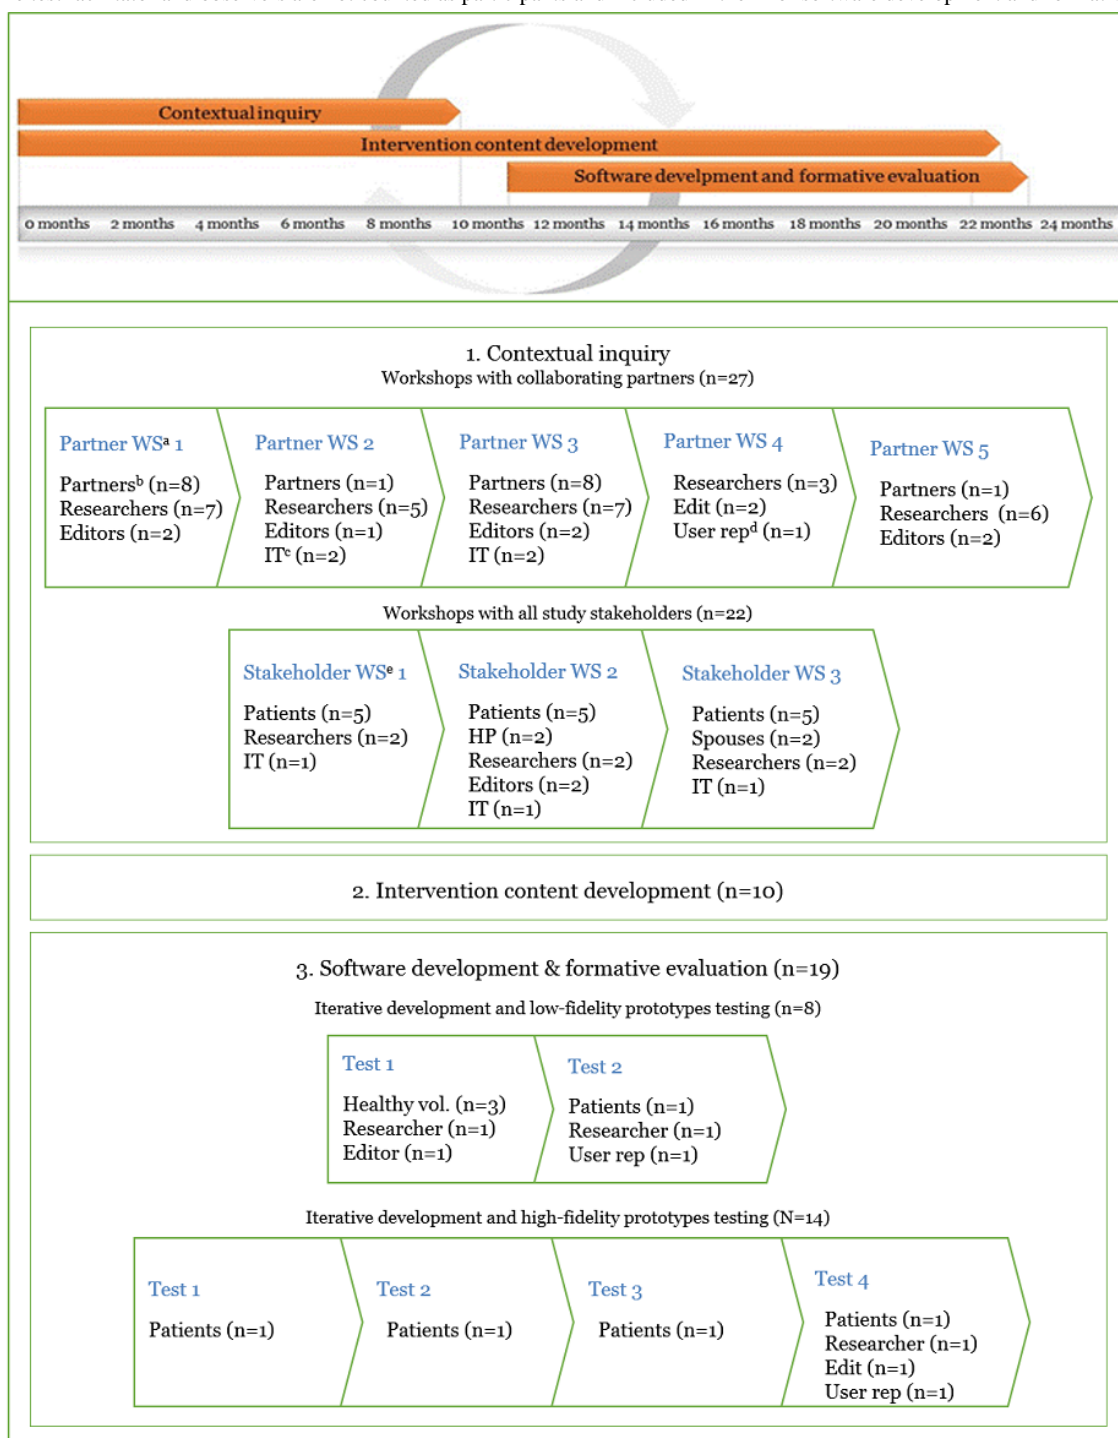 Contextual inquiry
Intervention content development
Software develpment and formative evaluation
0 months 2 months 4 months 6 months 8 months 10 months 12 months 14 months 16 months 18 months 20 months 22 months 24 months
1. Contextual inquiry
Workshops with collaborating partners (n=27)
Partner WSᵃ 1
Partnersᵇ (n=8)
Researchers (n=7)
Editors (n=2)
Partner WS 2
Partners (n=1)
Researchers (n=5)
Editors (n=1)
ITᶜ (n=2)
Partner WS 3
Partners (n=8)
Researchers (n=7)
Editors (n=2)
IT (n=2)
Partner WS 4
Researchers (n=3)
Edit (n=2)
User repᵈ (n=1)
Partner WS 5
Partners (n=1)
Researchers (n=6)
Editors (n=2)
Workshops with all study stakeholders (n=22)
Stakeholder WSᵉ 1
Patients (n=5)
Researchers (n=2)
IT (n=1)
Stakeholder WS 2
Patients (n=5)
HP (n=2)
Researchers (n=2)
Editors (n=2)
IT (n=1)
Stakeholder WS 3
Patients (n=5)
Spouses (n=2)
Researchers (n=2)
IT (n=1)
2. Intervention content development (n=10)
3. Software development & formative evaluation (n=19)
Iterative development and low-fidelity prototypes testing (n=8)
Test 1
Healthy vol. (n=3)
Researcher (n=1)
Editor (n=1)
Test 2
Patients (n=1)
Researcher (n=1)
User rep (n=1)
Iterative development and high-fidelity prototypes testing (N=14)
Test 1
Patients (n=1)
Test 2
Patients (n=1)
Test 3
Patients (n=1)
Test 4
Patients (n=1)
Researcher (n=1)
Edit (n=1)
User rep (n=1)